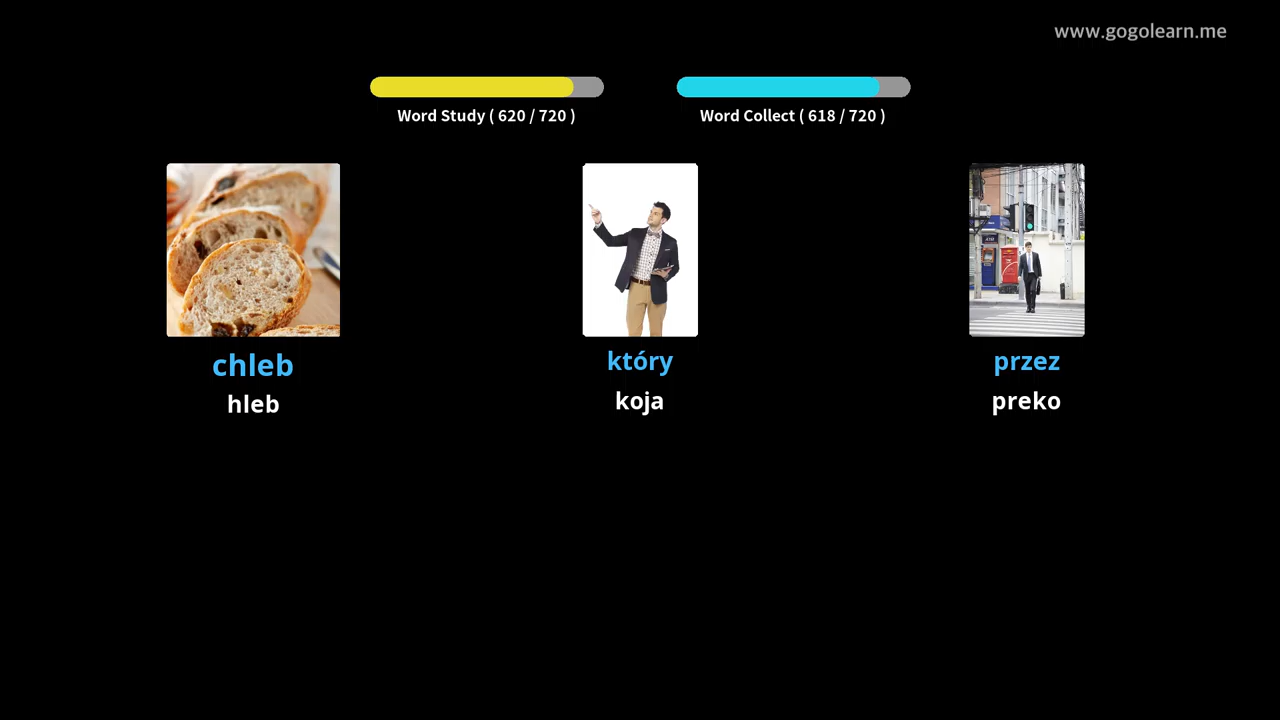 www.gogolearn.me
Word Study ( 620 / 720 )
Word Collect ( 618 / 720 )
chleb
hleb
który
koja
przez
preko